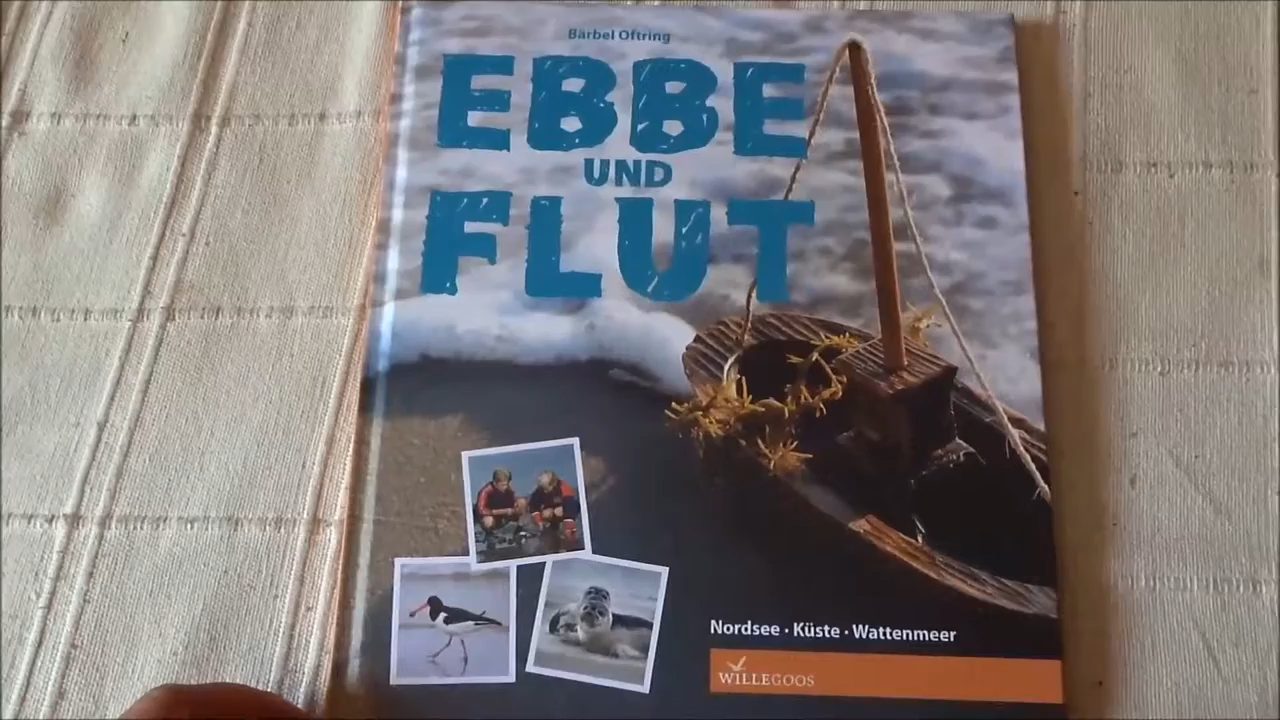 Bärbel Oftring
EBBE
UND
FLUT
Nordsee · Küste · Wattenmeer
WILLEGOOS